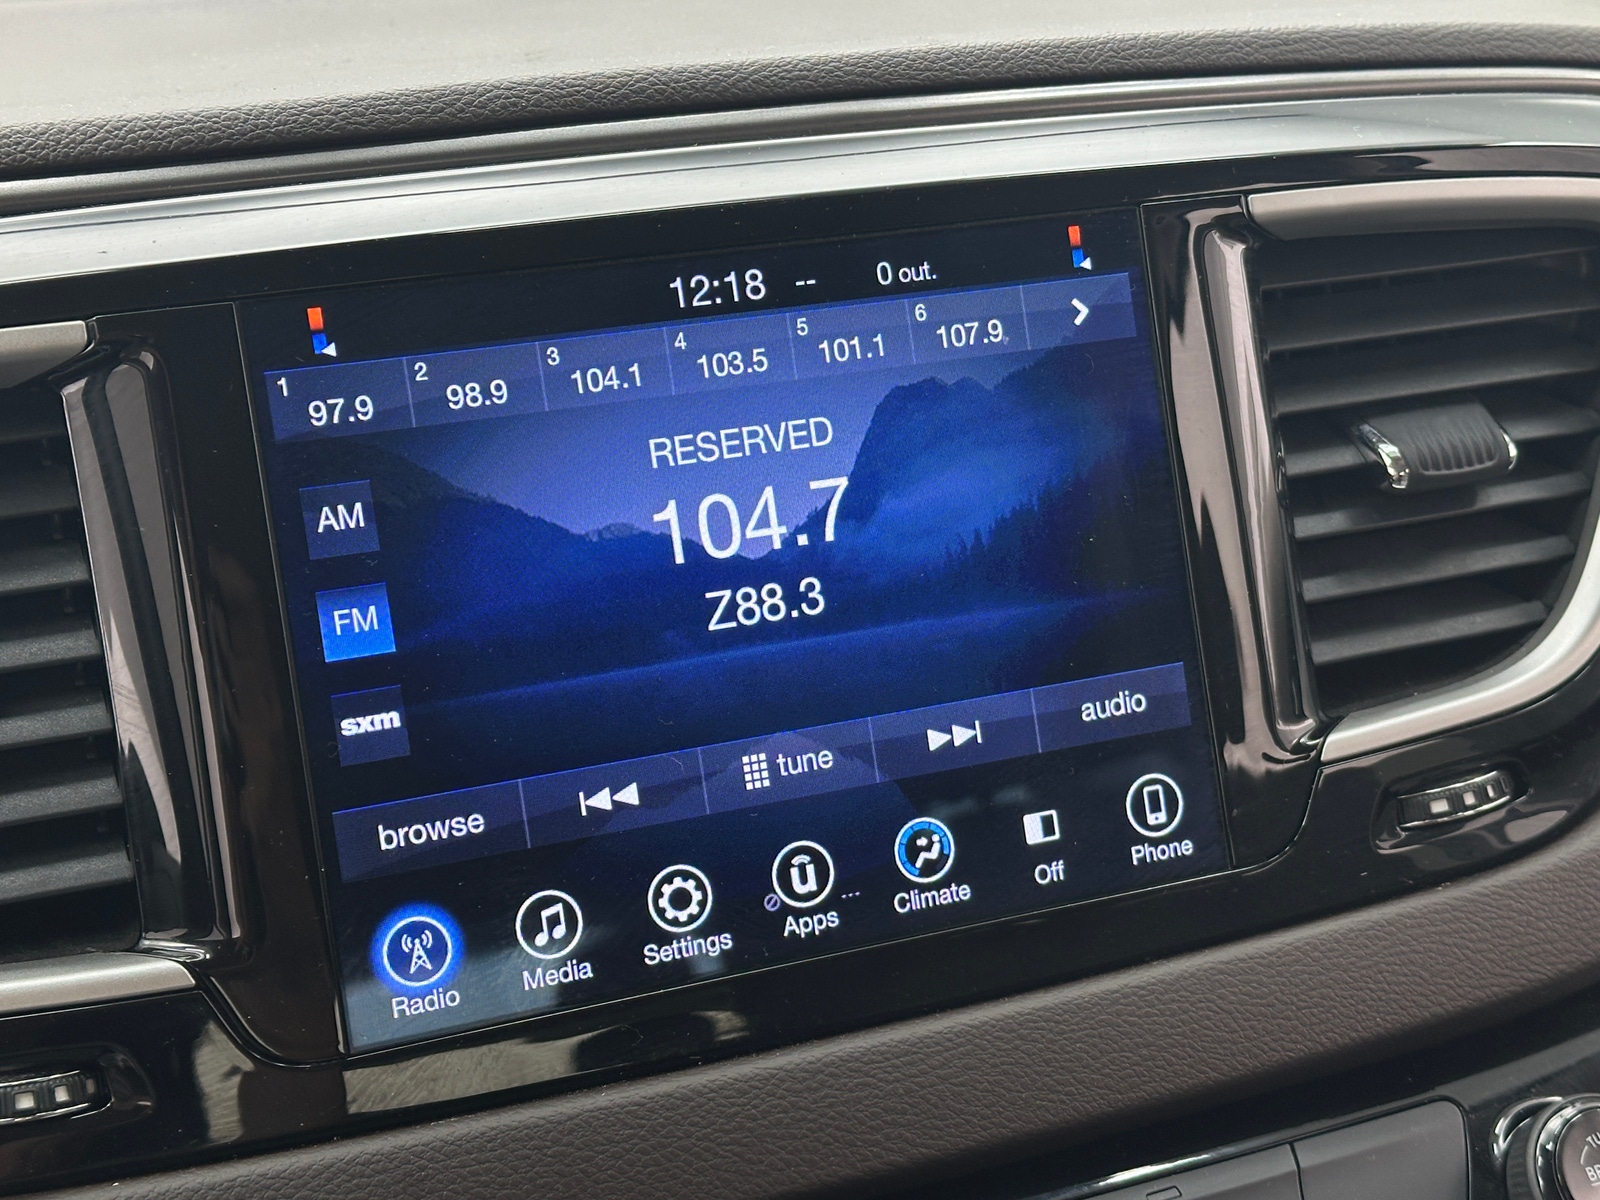 12:18 -- 0 out.
1 97.9 2 98.9 3 104.1 4 103.5 5 101.1 6 107.9
RESERVED
104.7
Z88.3
AM
FM
sxm
browse tune audio
Radio Media Settings Apps Climate Off Phone